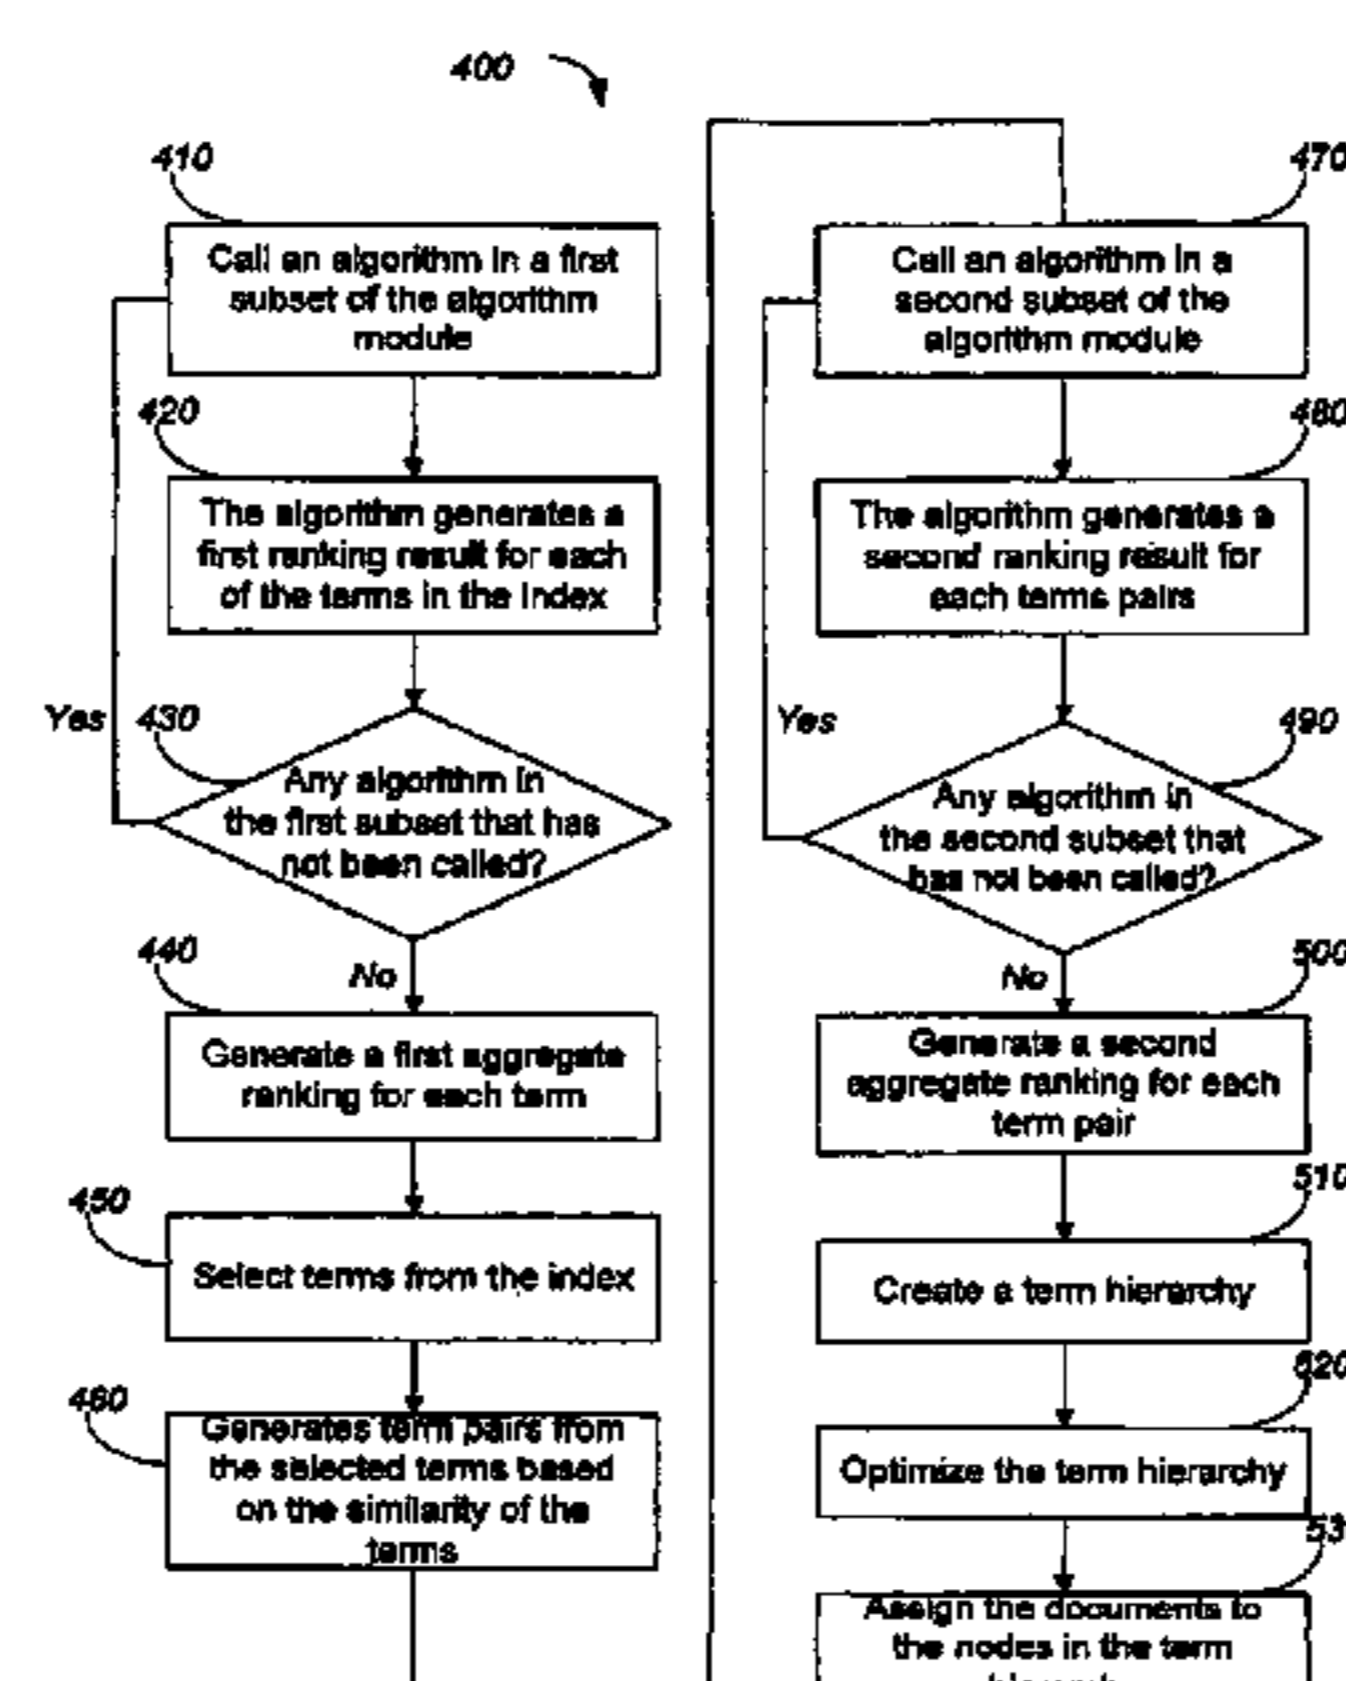 400
410
Call an algorithm in a first
subset of the algorithm
module
420
The algorithm generates a
first ranking result for each
of the terms in the index
Yes
430
Any algorithm in
the first subset that has
not been called?
No
440
Generate a first aggregate
ranking for each term
450
Select terms from the index
460
Generates term pairs from
the selected terms based
on the similarity of the
terms
470
Call an algorithm in a
second subset of the
algorithm module
480
The algorithm generates a
second ranking result for
each terms pairs
Yes
490
Any algorithm in
the second subset that
has not been called?
No
500
Generate a second
aggregate ranking for each
term pair
510
Create a term hierarchy
520
Optimize the term hierarchy
53
Assign the documents to
the nodes in the term